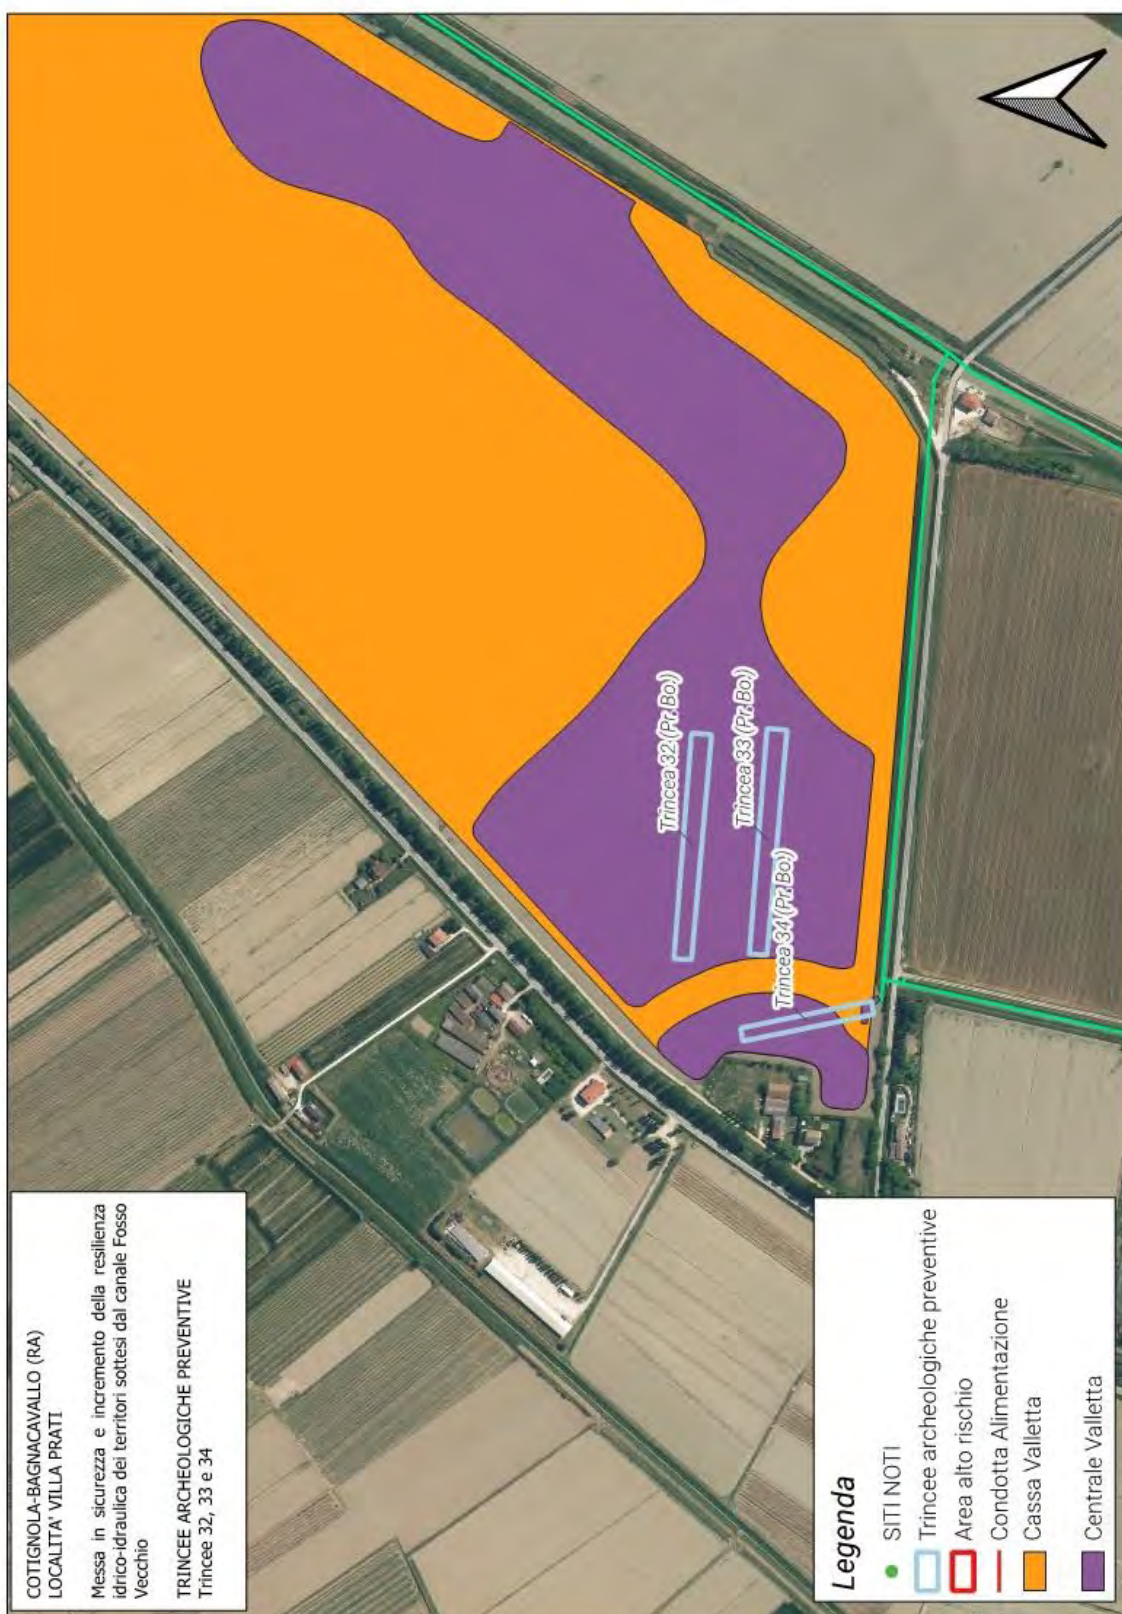 COTIGNOLA-BAGNACAVALLO (RA)
LOCALITA' VILLA PRATI
Messa in sicurezza e incremento della resilienza
idrico-idraulica dei territori sottesi dal canale Fosso
Vecchio
TRINCEE ARCHEOLOGICHE PREVENTIVE
Trincee 32, 33 e 34
Trincea 32 (Pr.Bo.)
Trincea 33 (Pr.Bo.)
Trincea 34 (Pr.Bo.)
Legenda
SITI NOTI
Trincee archeologiche preventive
Area alto rischio
Condotta Alimentazione
Cassa Valletta
Centrale Valletta